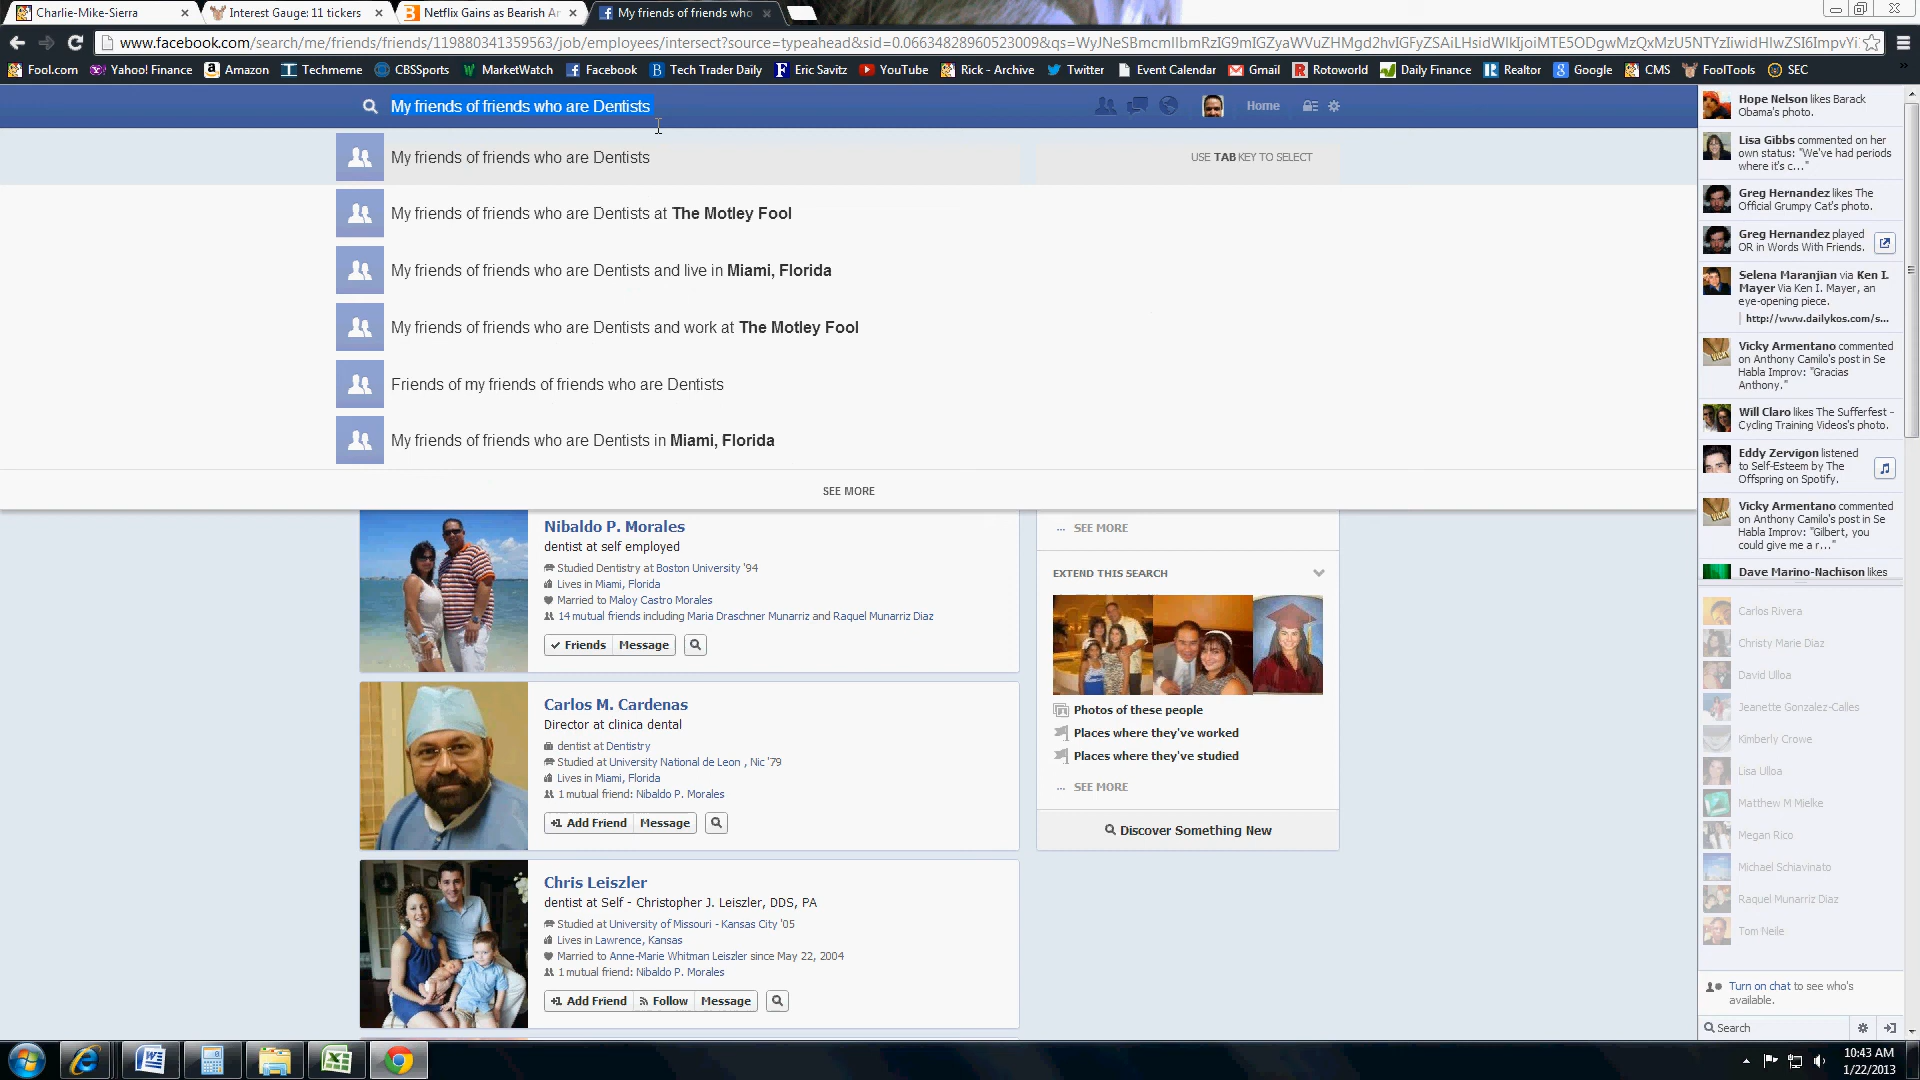 Charlie-Mike-Sierra
Interest Gauge: 11 tickers
Netflix Gains as Bearish Ar
My friends of friends who
www.facebook.com/search/me/friends/friends/119880341359563/job/employees/intersect?source=typeahead&sid=0.06634828960523009&qs=
Fool.com
Yahoo! Finance
Amazon
Techmeme
CBSSports
MarketWatch
Facebook
Tech Trader Daily
Eric Savitz
YouTube
Rick - Archive
Twitter
Event Calendar
Gmail
Rotoworld
Daily Finance
Realtor
Google
CMS
FoolTools
SEC
My friends of friends who are Dentists
Home
My friends of friends who are Dentists
USE TAB KEY TO SELECT
My friends of friends who are Dentists at The Motley Fool
My friends of friends who are Dentists and live in Miami, Florida
My friends of friends who are Dentists and work at The Motley Fool
Friends of my friends of friends who are Dentists
My friends of friends who are Dentists in Miami, Florida
SEE MORE
Nibaldo P. Morales
dentist at self employed
Studied Dentistry at Boston University '94
Lives in Miami, Florida
Married to Maloy Castro Morales
14 mutual friends including Maria Draschner Munarriz and Raquel Munarriz Diaz
Friends
Message
Carlos M. Cardenas
Director at clinica dental
dentist at Dentistry
Studied at University National de Leon , Nic '79
Lives in Miami, Florida
1 mutual friend: Nibaldo P. Morales
+1 Add Friend
Message
Chris Leiszler
dentist at Self - Christopher J. Leiszler, DDS, PA
Studied at University of Missouri - Kansas City '05
Lives in Lawrence, Kansas
Married to Anne-Marie Whitman Leiszler since May 22, 2004
1 mutual friend: Nibaldo P. Morales
+1 Add Friend
Follow
Message
... SEE MORE
EXTEND THIS SEARCH
Photos of these people
Places where they've worked
Places where they've studied
... SEE MORE
Discover Something New
Hope Nelson likes Barack
Obama's photo.
Lisa Gibbs commented on her
own status: "We've had periods
where it's c..."
Greg Hernandez likes The
Official Grumpy Cat's photo.
Greg Hernandez played
OR in Words With Friends.
Selena Maranjian via Ken I.
Mayer Via Ken I. Mayer, an
eye-opening piece.
http://www.dailykos.com/s...
Vicky Armentano commented
on Anthony Camilo's post in Se
Habla Improv: "Gracias
Anthony."
Will Claro likes The Sufferfest -
Cycling Training Videos's photo.
Eddy Zervigon listened
to Self-Esteem by The
Offspring on Spotify.
Vicky Armentano commented
on Anthony Camilo's post in Se
Habla Improv: "Gilbert, you
could give me a r..."
Dave Marino-Nachison likes
Carlos Rivera
Christy Marie Diaz
David Ulloa
Jeanette Gonzalez-Calles
Kimberly Crowe
Lisa Ulloa
Matthew M Mielke
Megan Rico
Michael Schiavinato
Raquel Munarriz Diaz
Tom Neile
Turn on chat to see who's
available.
Search
10:43 AM
1/22/2013